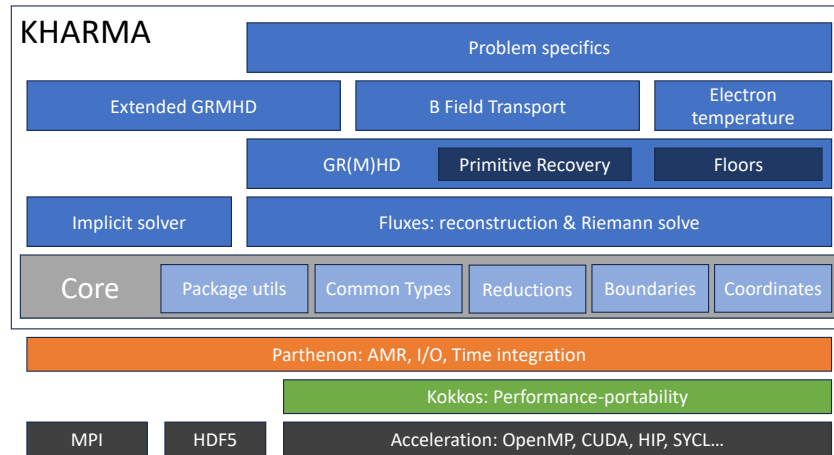 KHARMA
Problem specifics
Extended GRMHD
B Field Transport
Electron
temperature
GR(M)HD
Primitive Recovery
Floors
Implicit solver
Fluxes: reconstruction & Riemann solve
Core
Package utils
Common Types
Reductions
Boundaries
Coordinates
Parthenon: AMR, I/O, Time integration
Kokkos: Performance-portability
MPI
HDF5
Acceleration: OpenMP, CUDA, HIP, SYCL…